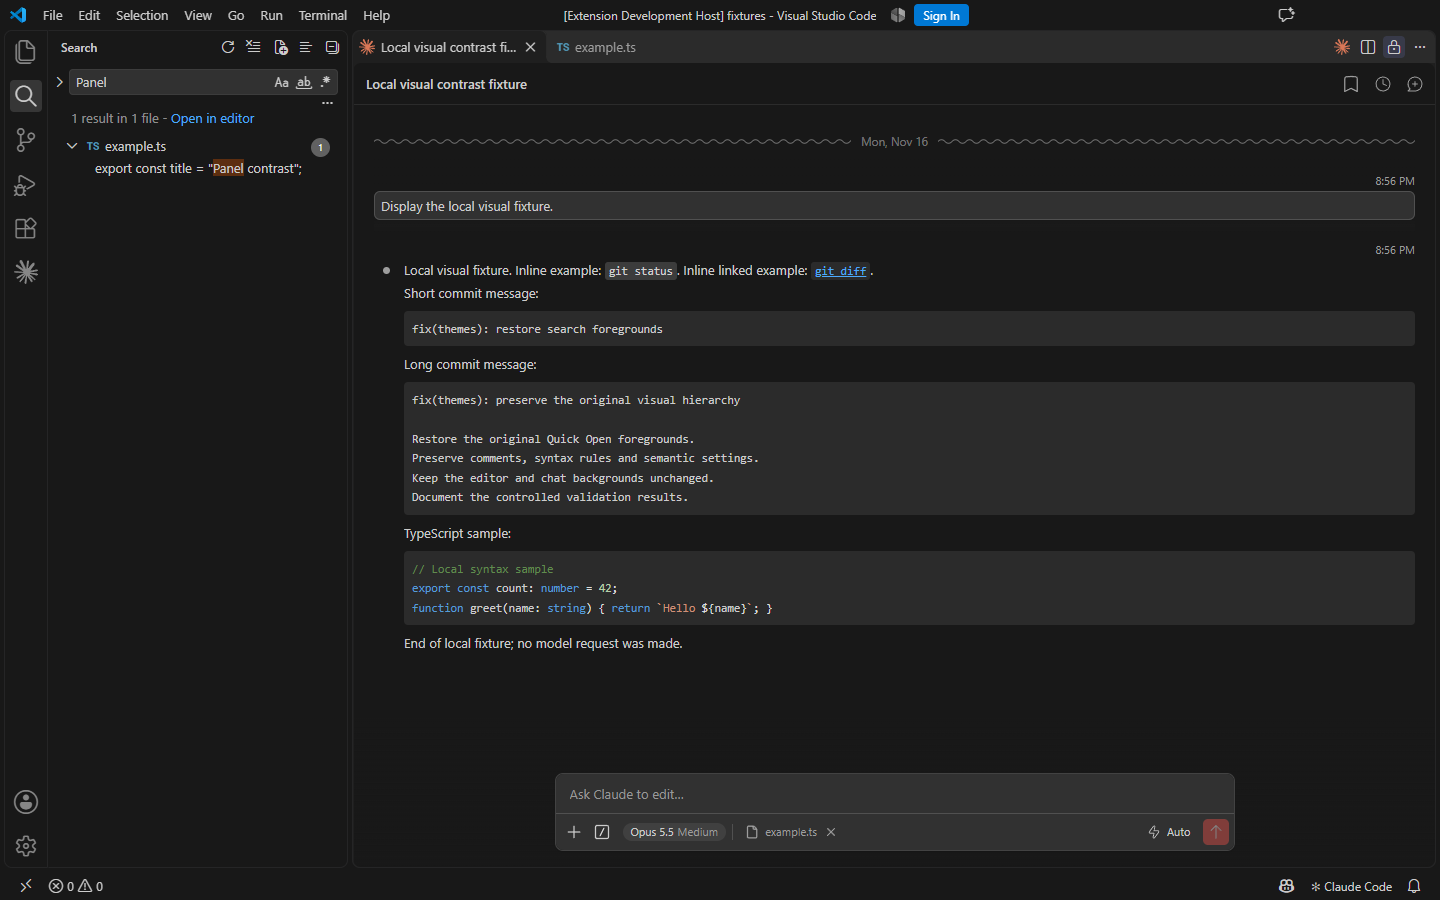 File Edit Selection View Go Run Terminal Help
[Extension Development Host] fixtures - Visual Studio Code
Sign In
Search
Panel
Aa ab .*
1 result in 1 file - Open in editor
TS example.ts
1
export const title = "Panel contrast";
Local visual contrast fi...
TS example.ts
Local visual contrast fixture
Mon, Nov 16
8:56 PM
Display the local visual fixture.
8:56 PM
Local visual fixture. Inline example: git status. Inline linked example: git diff.
Short commit message:
fix(themes): restore search foregrounds
Long commit message:
fix(themes): preserve the original visual hierarchy
Restore the original Quick Open foregrounds.
Preserve comments, syntax rules and semantic settings.
Keep the editor and chat backgrounds unchanged.
Document the controlled validation results.
TypeScript sample:
// Local syntax sample
export const count: number = 42;
function greet(name: string) { return `Hello ${name}`; }
End of local fixture; no model request was made.
Ask Claude to edit...
Opus 5.5 Medium
example.ts
Auto
0 0
Claude Code